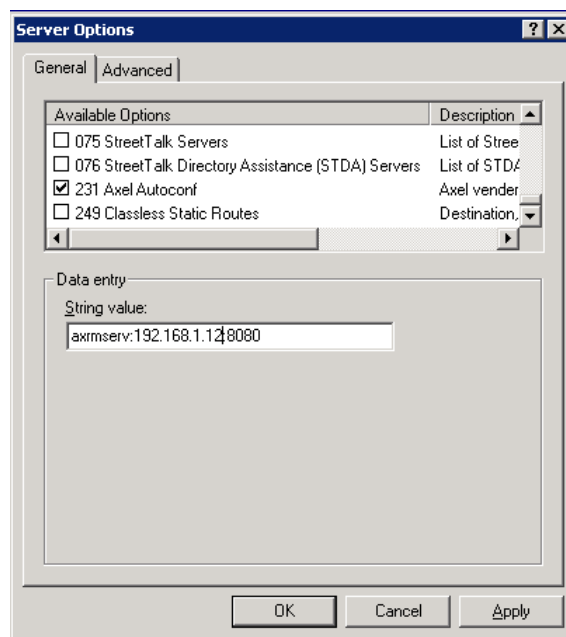 Server Options
General Advanced
Available Options Description
075 StreetTalk Servers List of Stree
076 StreetTalk Directory Assistance (STDA) Servers List of STDA
231 Axel Autoconf Axel vender
249 Classless Static Routes Destination,
Data entry
String value:
axrmserv:192.168.1.12:8080
OK Cancel Apply